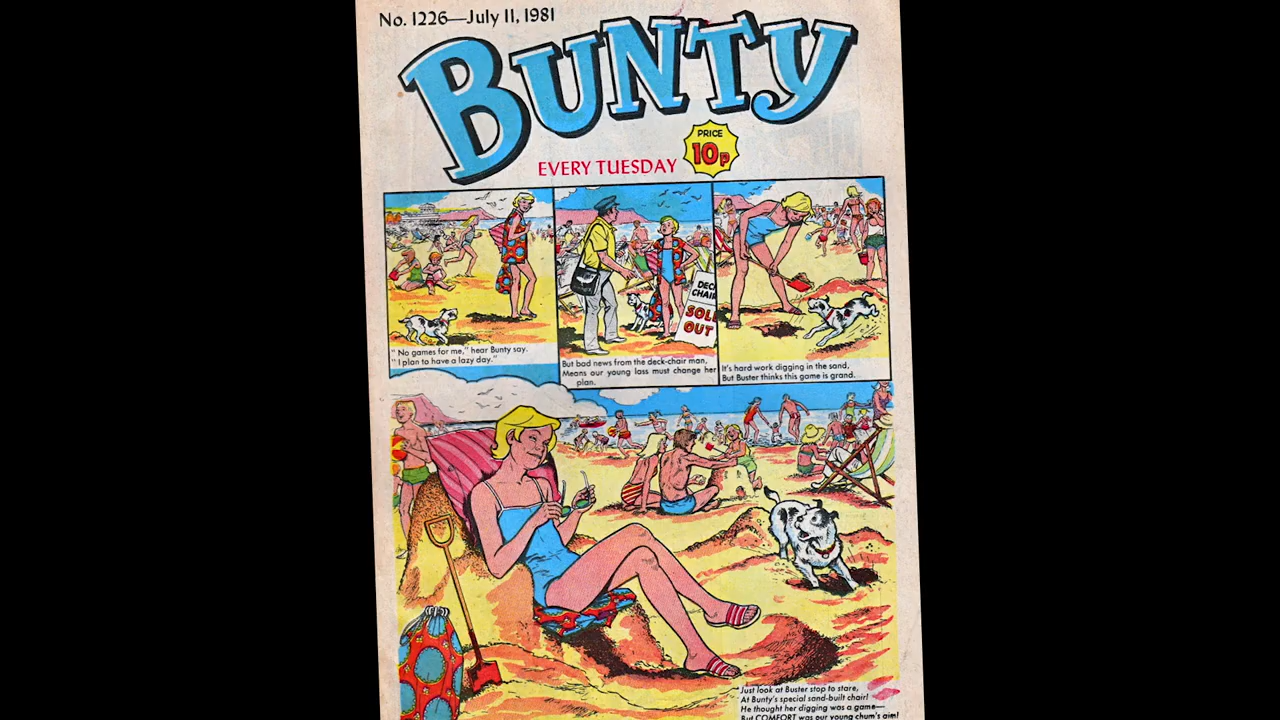 No. 1226—July 11, 1981
BUNTY
EVERY TUESDAY
PRICE
10p
"No games for me," hear Bunty say.
"I plan to have a lazy day."
DECK
CHAIR
SOLD
OUT
But bad news from the deck-chair man,
Means our young lass must change her
plan.
It's hard work digging in the sand,
But Buster thinks this game is grand.
Just look at Buster stop to stare,
At Bunty's special sand-built chair!
He thought her digging was a game—
But COMFORT was our young chum's aim!